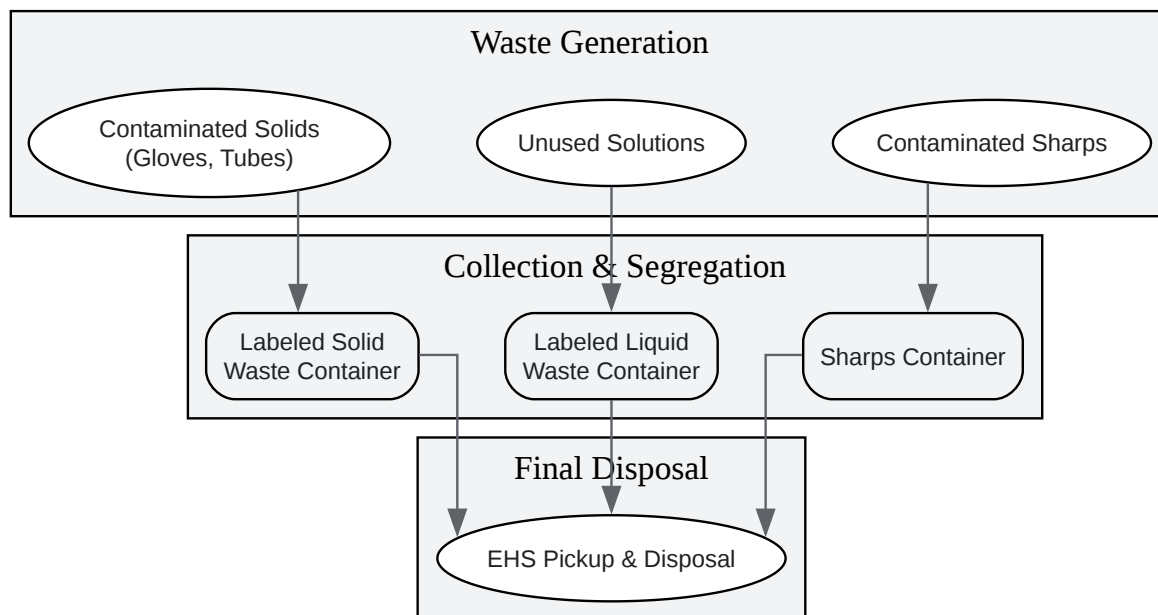 Waste Generation
Contaminated Solids
(Gloves, Tubes)
Unused Solutions
Contaminated Sharps
Collection & Segregation
Labeled Solid
Waste Container
Labeled Liquid
Waste Container
Sharps Container
Final Disposal
EHS Pickup & Disposal